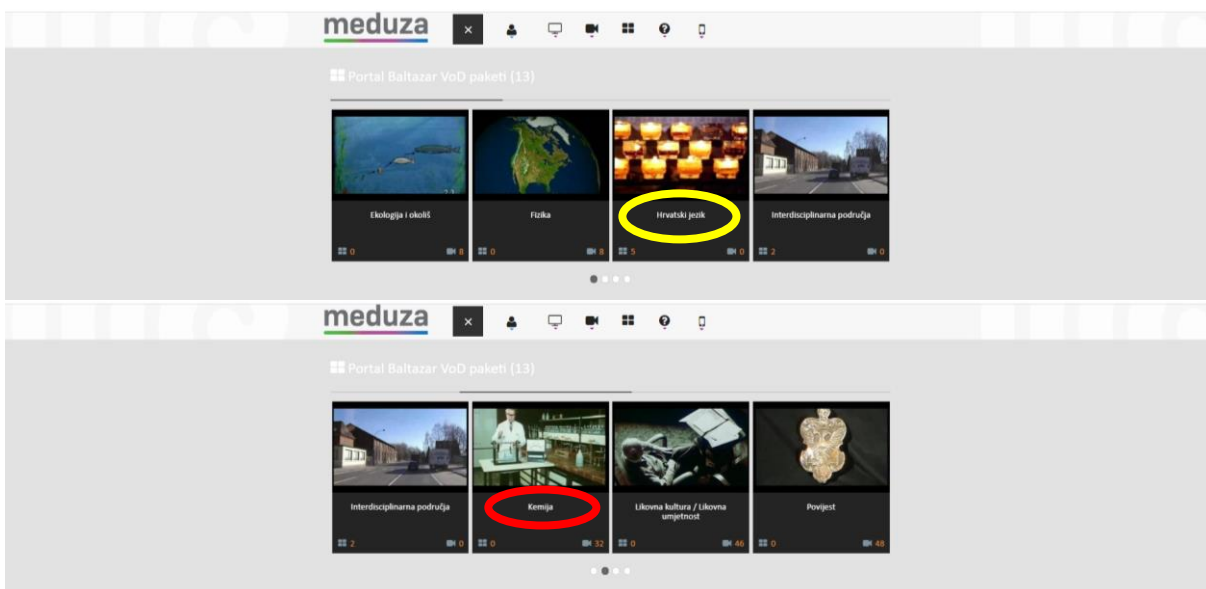 meduza
Portal Baltazar VoD paketi (13)
Ekologija i okoliš
Fizika
Hrvatski jezik
Interdisciplinarna područja
0 8
0 8
5 0
2 0
meduza
Portal Baltazar VoD paketi (13)
Interdisciplinarna područja
Kemija
Likovna kultura / Likovna
umjetnost
Povijest
2 0
0 32
0 46
0 48